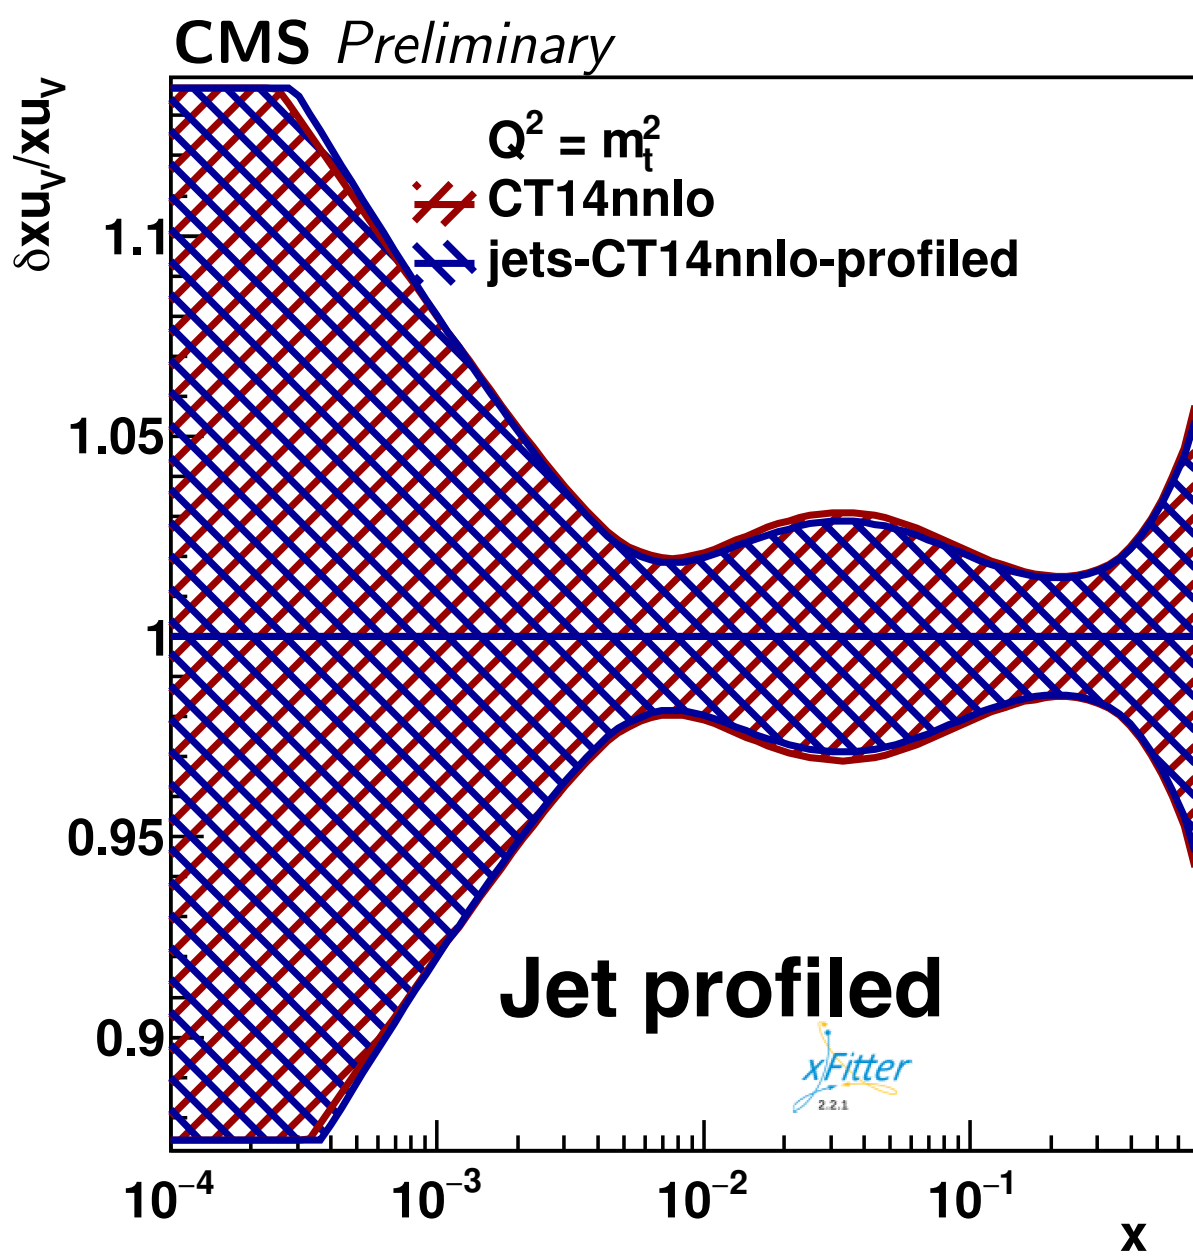 CMS Preliminary
δxu_V/xu_V
Q² = m_t²
CT14nnlo
jets-CT14nnlo-profiled
1.1
1.05
1
0.95
0.9
Jet profiled
xFitter
2.2.1
10⁻⁴ 10⁻³ 10⁻² 10⁻¹
x